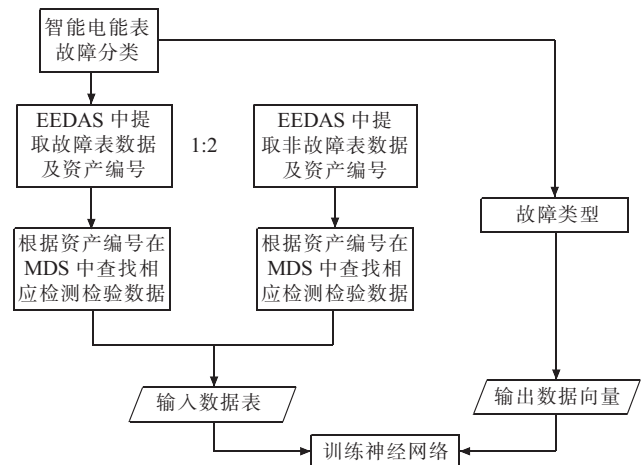 智能电能表
故障分类
EEDAS 中提
取故障表数据
及资产编号
1:2
EEDAS 中提
取非故障表数据
及资产编号
故障类型
根据资产编号在
MDS 中查找相
应检测检验数据
根据资产编号在
MDS 中查找相
应检测检验数据
输入数据表
输出数据向量
训练神经网络